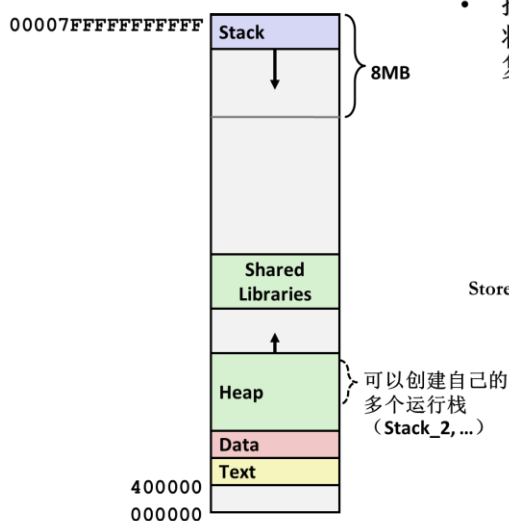 00007FFFFFFFFFFF
Stack
8MB
Shared
Libraries
Store
Heap
可以创建自己的
多个运行栈
（Stack_2, ...）
Data
Text
400000
000000